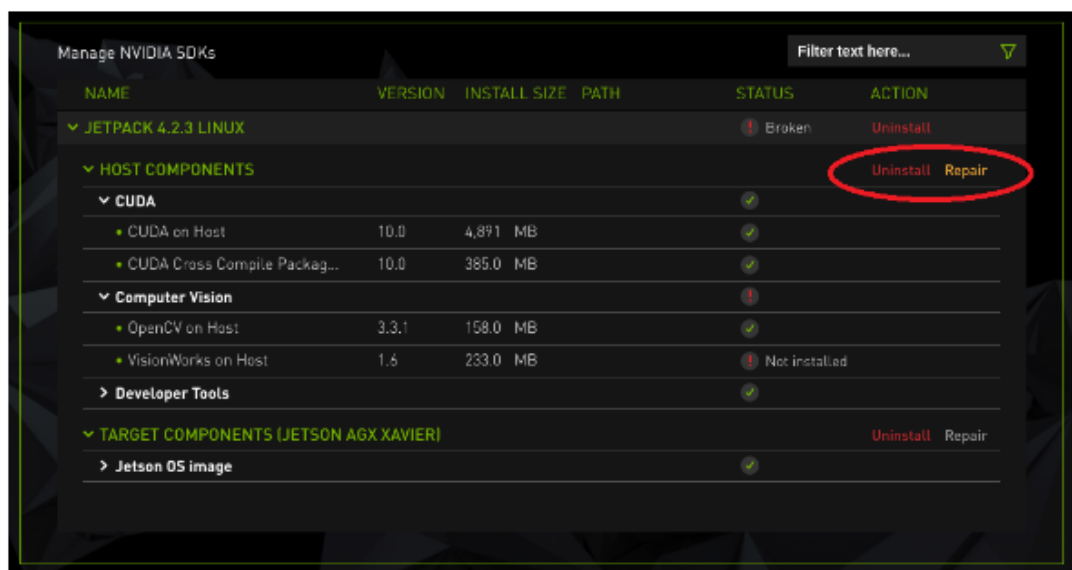 Manage NVIDIA SDKs Filter text here...
NAME VERSION INSTALL SIZE PATH STATUS ACTION
JETPACK 4.2.3 LINUX Broken Uninstall
HOST COMPONENTS Uninstall Repair
CUDA
CUDA on Host 10.0 4,891 MB
CUDA Cross Compile Packag... 10.0 385.0 MB
Computer Vision
OpenCV on Host 3.3.1 158.0 MB
VisionWorks on Host 1.6 233.0 MB Not installed
Developer Tools
TARGET COMPONENTS (JETSON AGX XAVIER) Uninstall Repair
Jetson OS image